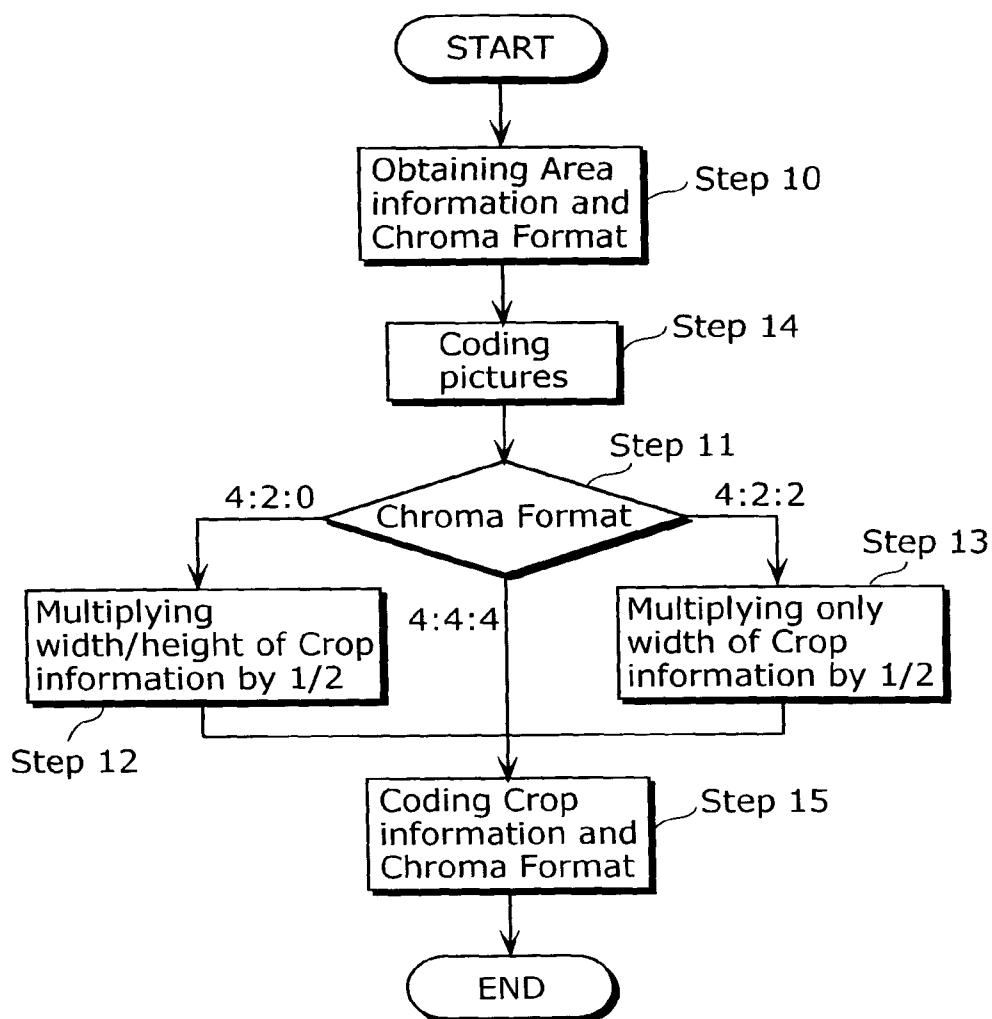 START
Obtaining Area
information and
Chroma Format
Step 10
Coding
pictures
Step 14
Step 11
4:2:0
Chroma Format
4:2:2
Step 13
Multiplying
width/height of Crop
information by 1/2
4:4:4
Multiplying only
width of Crop
information by 1/2
Step 12
Coding Crop
information and
Chroma Format
Step 15
END